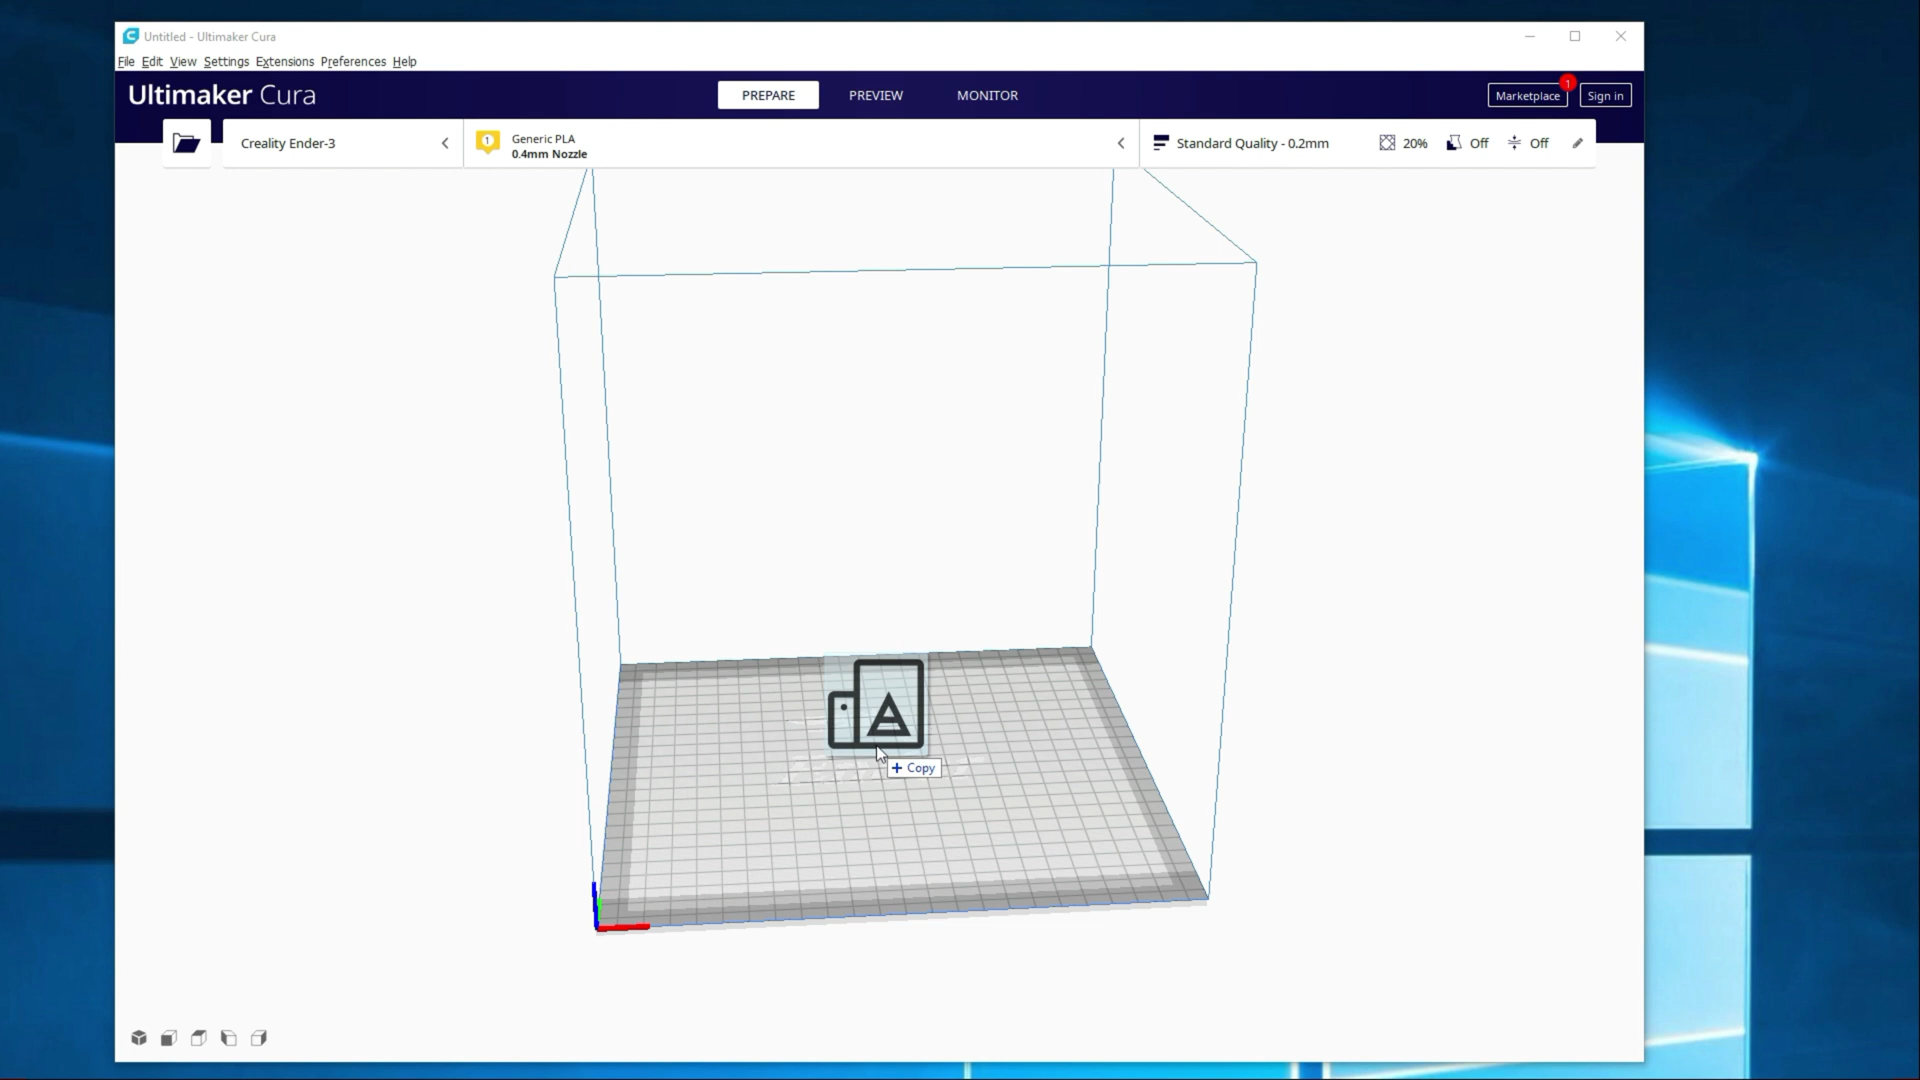 Untitled - Ultimaker Cura
File Edit View Settings Extensions Preferences Help
Ultimaker Cura
PREPARE PREVIEW MONITOR
Marketplace 1 Sign in
Creality Ender-3
1 Generic PLA
0.4mm Nozzle
Standard Quality - 0.2mm 20% Off Off
+ Copy